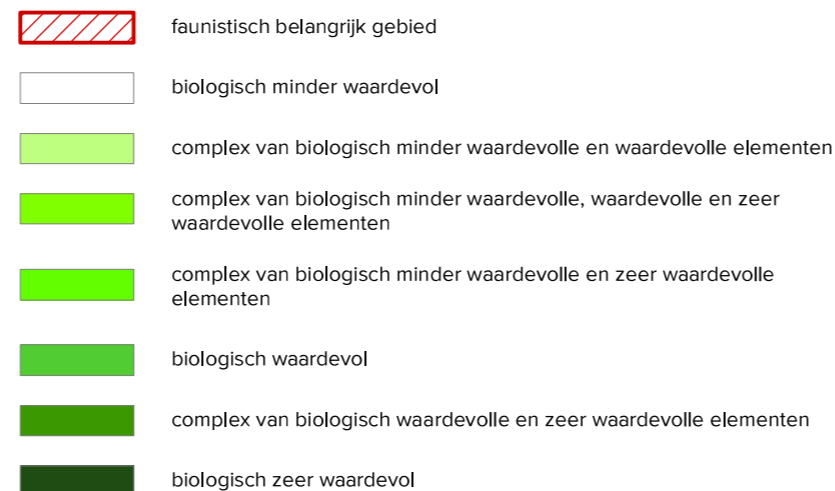 faunistisch belangrijk gebied
biologisch minder waardevol
complex van biologisch minder waardevolle en waardevolle elementen
complex van biologisch minder waardevolle, waardevolle en zeer
waardevolle elementen
complex van biologisch minder waardevolle en zeer waardevolle
elementen
biologisch waardevol
complex van biologisch waardevolle en zeer waardevolle elementen
biologisch zeer waardevol